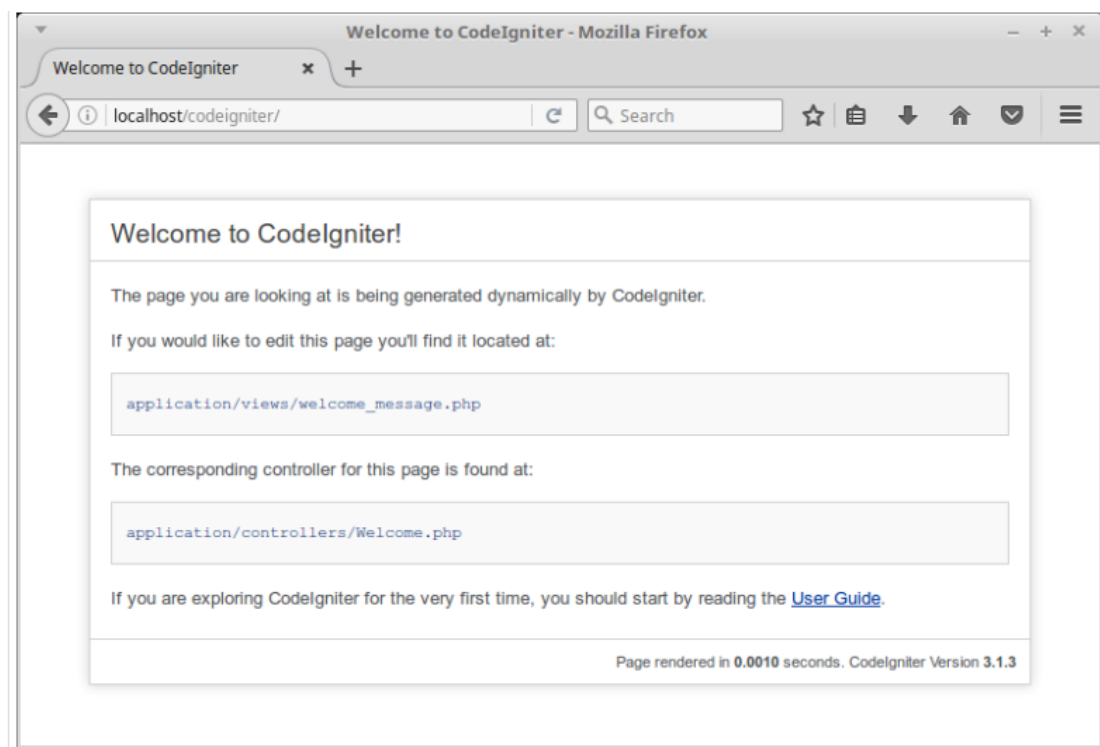 Welcome to CodeIgniter - Mozilla Firefox
Welcome to CodeIgniter
localhost/codeigniter/
Search
Welcome to CodeIgniter!
The page you are looking at is being generated dynamically by CodeIgniter.
If you would like to edit this page you'll find it located at:
application/views/welcome_message.php
The corresponding controller for this page is found at:
application/controllers/Welcome.php
If you are exploring CodeIgniter for the very first time, you should start by reading the User Guide.
Page rendered in 0.0010 seconds. CodeIgniter Version 3.1.3